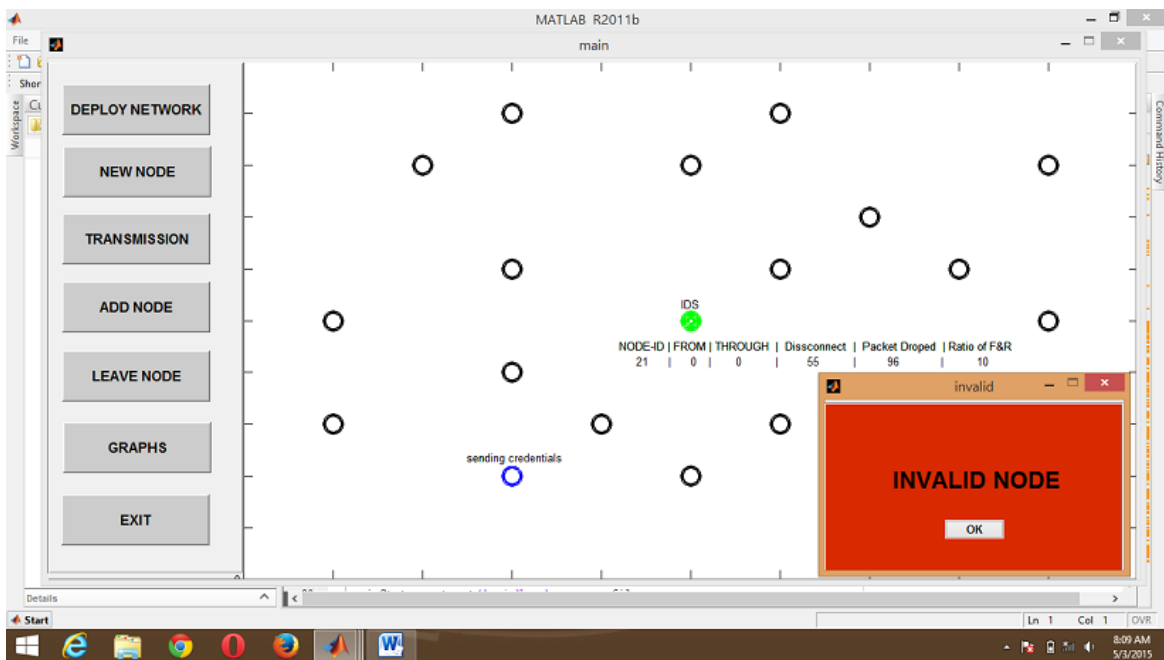 MATLAB R2011b
File
main
Shor
Cu
Workspace
Command History
DEPLOY NETWORK
NEW NODE
TRANSMISSION
ADD NODE
LEAVE NODE
GRAPHS
EXIT
IDS
NODE-ID | FROM | THROUGH | Dissconnect | Packet Droped | Ratio of F&R
21 | 0 | 0 | 55 | 96 | 10
sending credentials
invalid
INVALID NODE
OK
0
Details
Start
Ln 1 Col 1 OVR
8:09 AM
5/3/2015